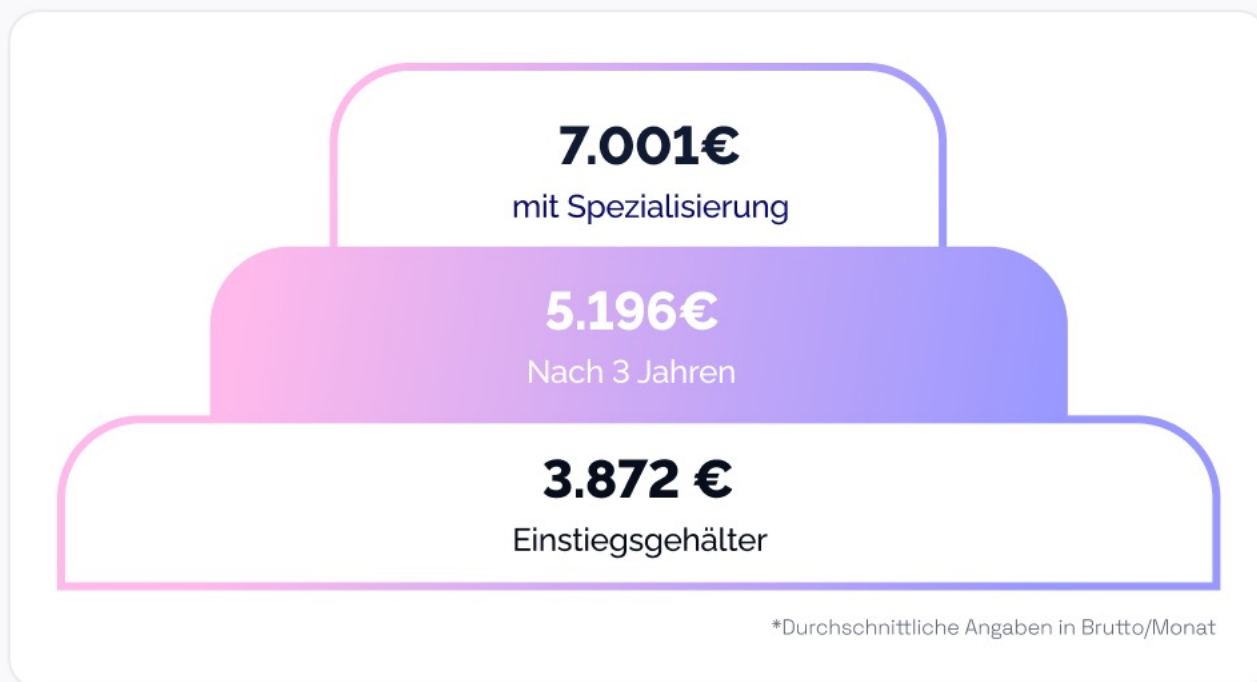 7.001€
mit Spezialisierung
5.196€
Nach 3 Jahren
3.872 €
Einstiegsgehälter
*Durchschnittliche Angaben in Brutto/Monat